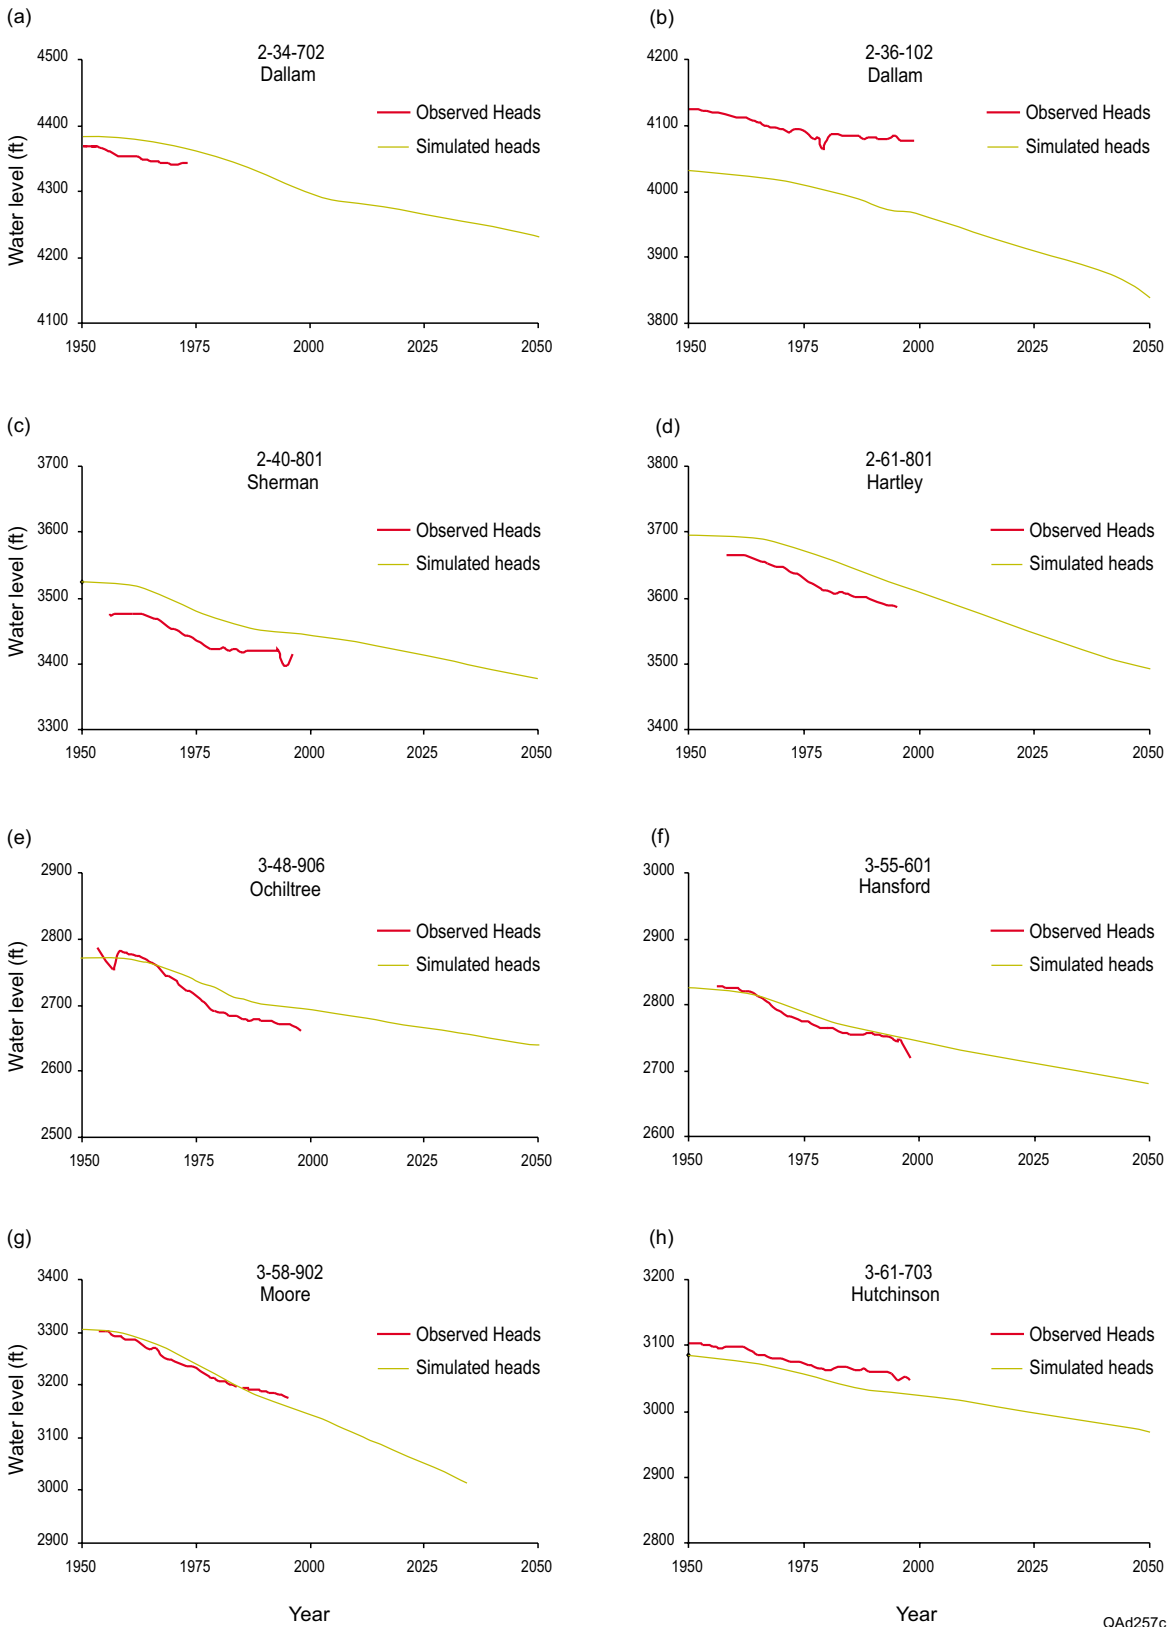 (a)
2-34-702
Dallam
4500
4400
4300
4200
4100
Water level (ft)
Observed Heads
Simulated heads
1950 1975 2000 2025 2050
(b)
2-36-102
Dallam
4200
4100
4000
3900
3800
Observed Heads
Simulated heads
1950 1975 2000 2025 2050
(c)
2-40-801
Sherman
3700
3600
3500
3400
3300
Water level (ft)
Observed Heads
Simulated heads
1950 1975 2000 2025 2050
(d)
2-61-801
Hartley
3800
3700
3600
3500
3400
Observed Heads
Simulated heads
1950 1975 2000 2025 2050
(e)
3-48-906
Ochiltree
2900
2800
2700
2600
2500
Water level (ft)
Observed Heads
Simulated heads
1950 1975 2000 2025 2050
(f)
3-55-601
Hansford
3000
2900
2800
2700
2600
Observed Heads
Simulated heads
1950 1975 2000 2025 2050
(g)
3-58-902
Moore
3400
3300
3200
3100
3000
2900
Water level (ft)
Observed Heads
Simulated heads
1950 1975 2000 2025 2050
Year
(h)
3-61-703
Hutchinson
3200
3100
3000
2900
2800
Observed Heads
Simulated heads
1950 1975 2000 2025 2050
Year
QAd257c